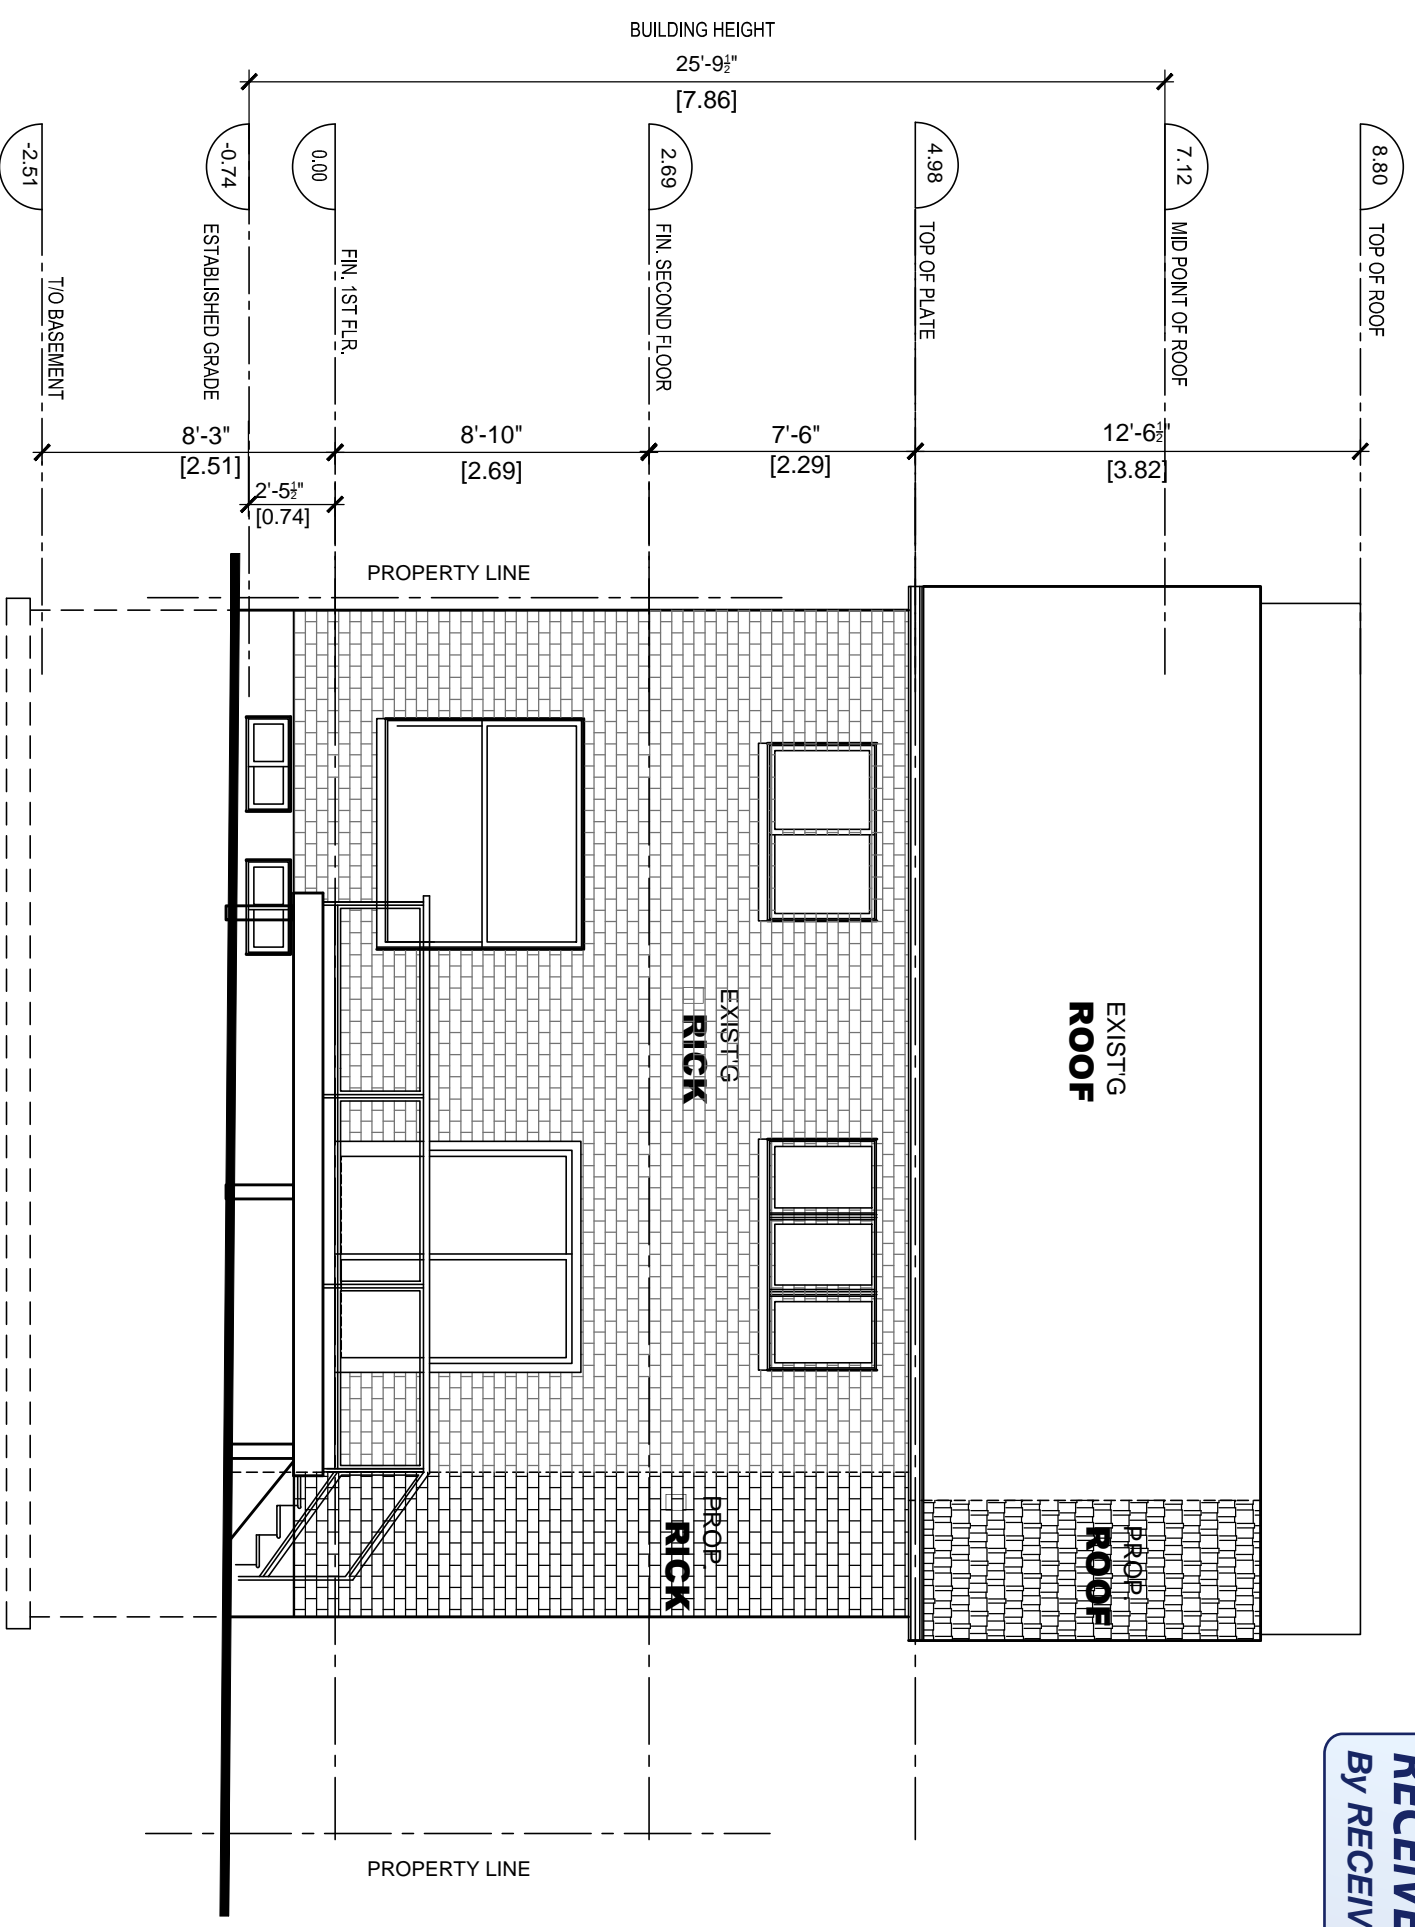 BUILDING HEIGHT
25'-9½"
[7.86]
-2.51
T/O BASEMENT
-0.74
ESTABLISHED GRADE
0.00
FIN. 1ST FLR.
2.69
FIN. SECOND FLOOR
4.98
TOP OF PLATE
7.12
MID POINT OF ROOF
8.80
TOP OF ROOF
8'-3"
[2.51]
8'-10"
[2.69]
7'-6"
[2.29]
12'-6½"
[3.82]
2'-5½"
[0.74]
PROPERTY LINE
EXIST'G
□RICK
EXIST'G
ROOF
PROP.
□RICK
PROP.
ROOF
PROPERTY LINE
RECEIVE
By RECEIV